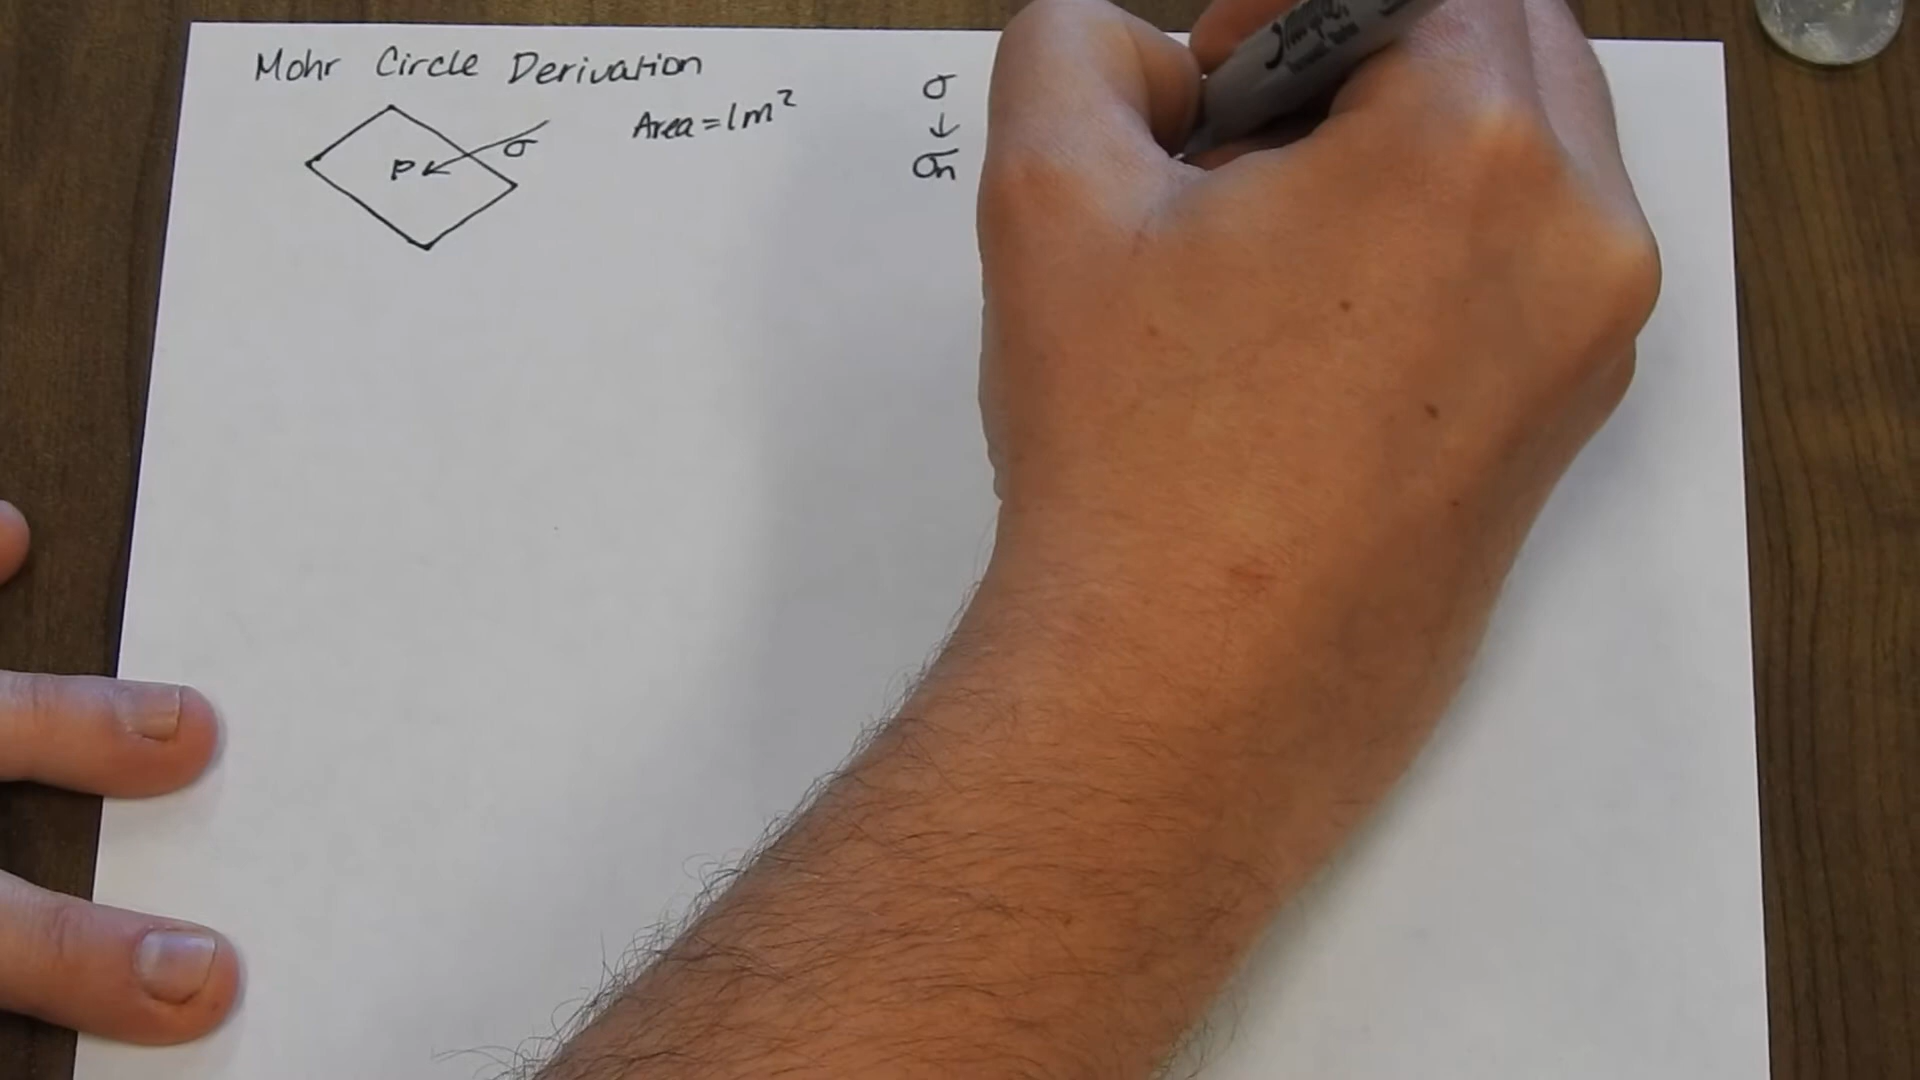 Mohr Circle Derivation
Area = 1m²
σ
↓
σn
P
σ